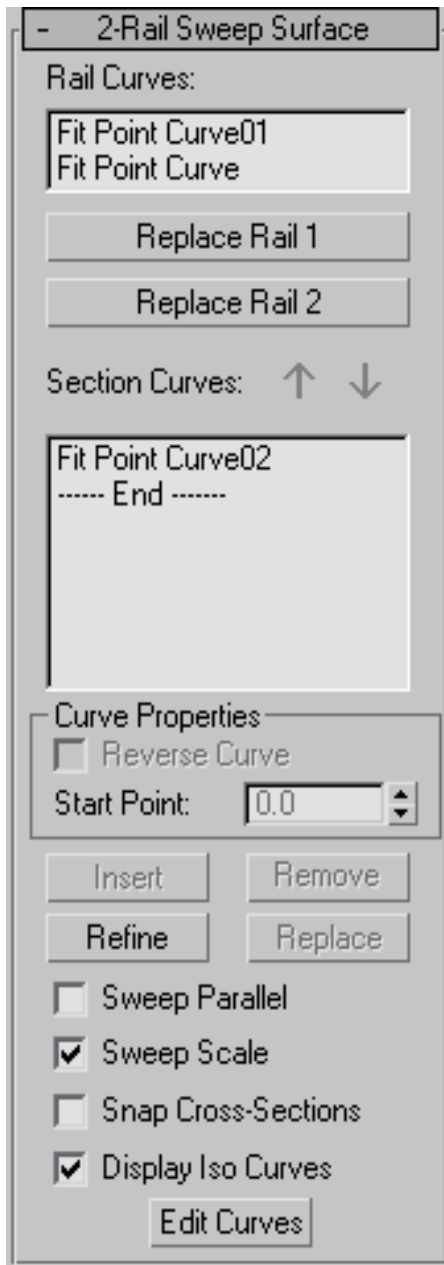 - 2-Rail Sweep Surface
Rail Curves:
Fit Point Curve01
Fit Point Curve
Replace Rail 1
Replace Rail 2
Section Curves:
Fit Point Curve02
------ End -------
Curve Properties
Reverse Curve
Start Point: 0.0
Insert Remove
Refine Replace
Sweep Parallel
Sweep Scale
Snap Cross-Sections
Display Iso Curves
Edit Curves